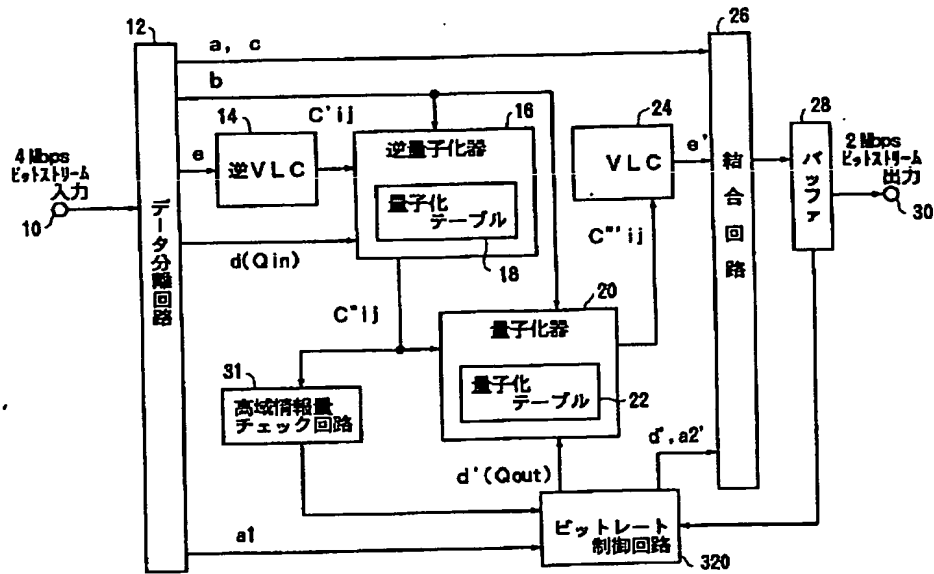 12
a, c
b
26
4 Mbps
ビットストリーム
入力
10
データ分離回路
14
e
逆VLC
C'ij
16
逆量子化器
量子化
テーブル
18
24
VLC
e'
結合回路
28
バッファ
2 Mbps
ビットストリーム
出力
30
d(Qin)
C"ij
C"'ij
20
量子化器
量子化
テーブル
22
31
高域情報量
チェック回路
d'(Qout)
d', a2'
a1
ビットレート
制御回路
320